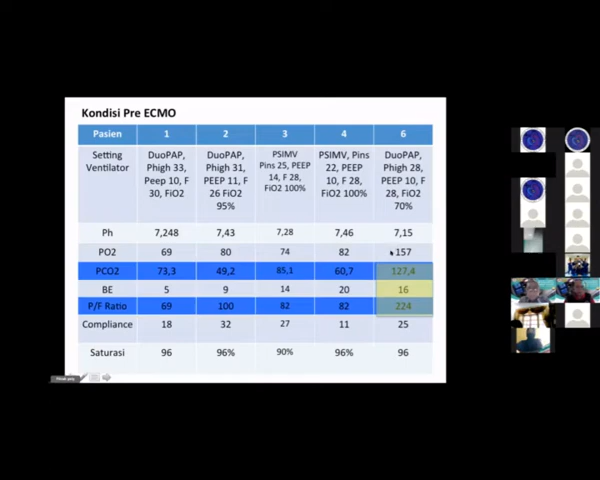 Kondisi Pre ECMO
Pasien 1 2 3 4 6
Setting Ventilator DuoPAP, Phigh 33, Peep 10, F 30, FiO2 DuoPAP, Phigh 31, PEEP 11, F 26 FiO2 95% PSIMV Pins 25, PEEP 14, F 28, FiO2 100% PSIMV, Pins 22, PEEP 10, F 28, FiO2 100% DuoPAP, Phigh 28, PEEP 10, F 28, FiO2 70%
Ph 7,248 7,43 7,28 7,46 7,15
PO2 69 80 74 82 157
PCO2 73,3 49,2 85,1 60,7 127,4
BE 5 9 14 20 16
P/F Ratio 69 100 82 82 224
Compliance 18 32 27 11 25
Saturasi 96 96% 90% 96% 96